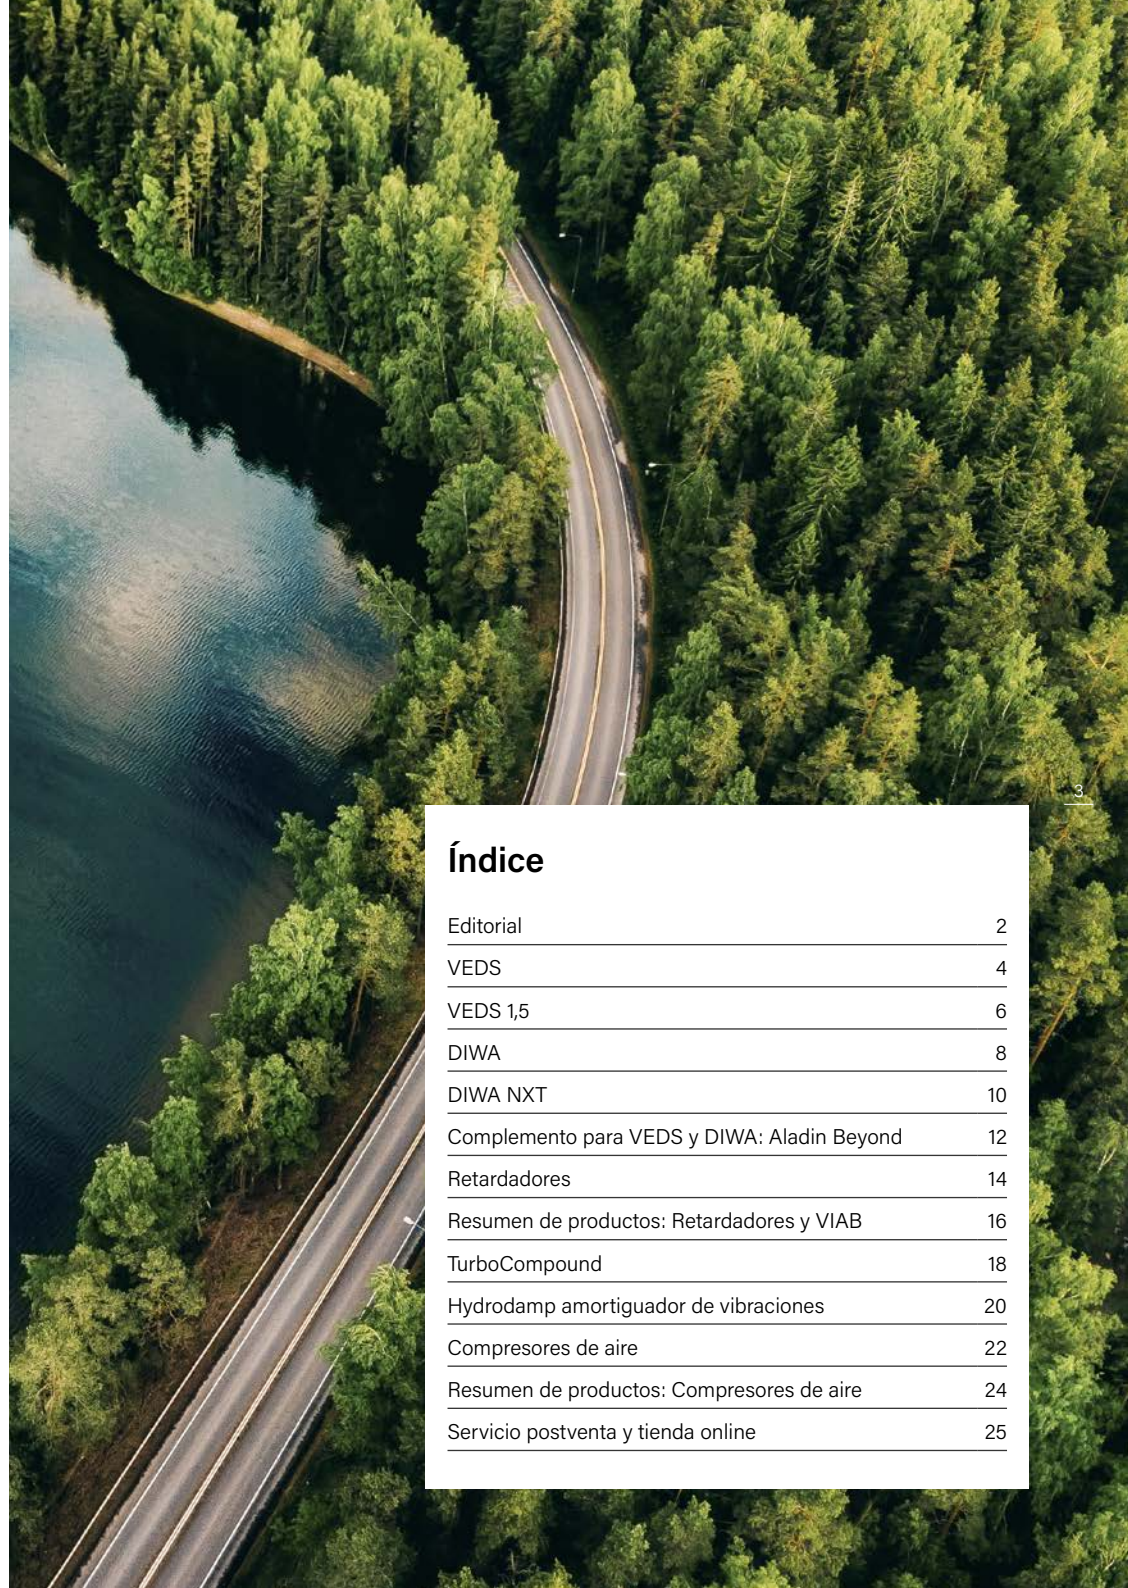 3
Índice
Editorial 2
VEDS 4
VEDS 1,5 6
DIWA 8
DIWA NXT 10
Complemento para VEDS y DIWA: Aladin Beyond 12
Retardadores 14
Resumen de productos: Retardadores y VIAB 16
TurboCompound 18
Hydrodamp amortiguador de vibraciones 20
Compresores de aire 22
Resumen de productos: Compresores de aire 24
Servicio postventa y tienda online 25